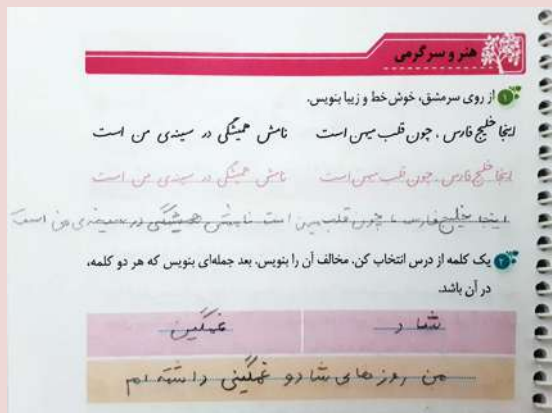 هنر و سرگرمی
۱ از روی سرمشق، خوش خط و زیبا بنویس.
اینجا خلیج فارس، چون قلب میهن است نامش همیشگی در سینه‌ی من است
اینجا خلیج فارس، چون قلب میهن است نامش همیشگی در سینه‌ی من است
اینجا خلیج فارس، چون قلب میهن است نامش همیشگی در سینه‌ی من است
۲ یک کلمه از درس انتخاب کن. مخالف آن را بنویس. بعد جمله‌ای بنویس که هر دو کلمه،
در آن باشد.
شاد غمگین
من روزهای شاد و غمگینی داشته ام